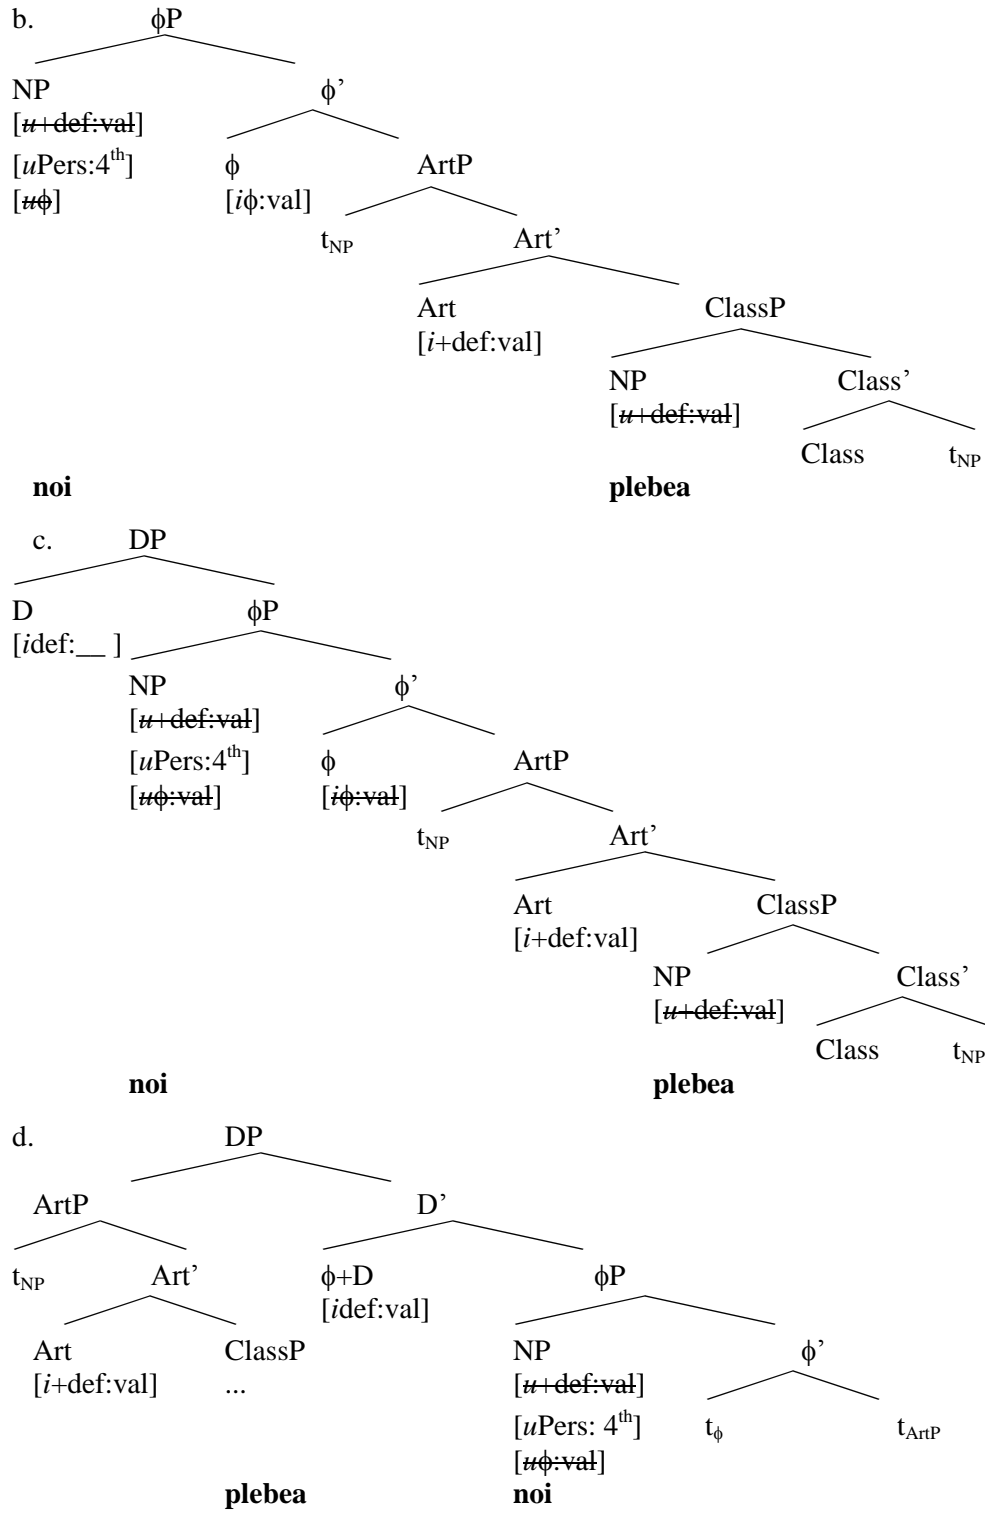 b. ϕP
NP ϕ’
[u+def:val]
[uPers:4th] ϕ ArtP
[uϕ] [iϕ:val]
tNP Art’
Art ClassP
[i+def:val]
NP Class’
[u+def:val]
Class tNP
noi plebea
c. DP
D ϕP
[idef:__ ]
NP ϕ’
[u+def:val]
[uPers:4th] ϕ ArtP
[uϕ:val] [iϕ:val]
tNP Art’
Art ClassP
[i+def:val]
NP Class’
[u+def:val]
Class tNP
noi plebea
d. DP
ArtP D’
tNP Art’ ϕ+D ϕP
[idef:val]
Art ClassP NP ϕ’
[i+def:val] ... [u+def:val]
[uPers: 4th] tϕ tArtP
[uϕ:val]
plebea noi